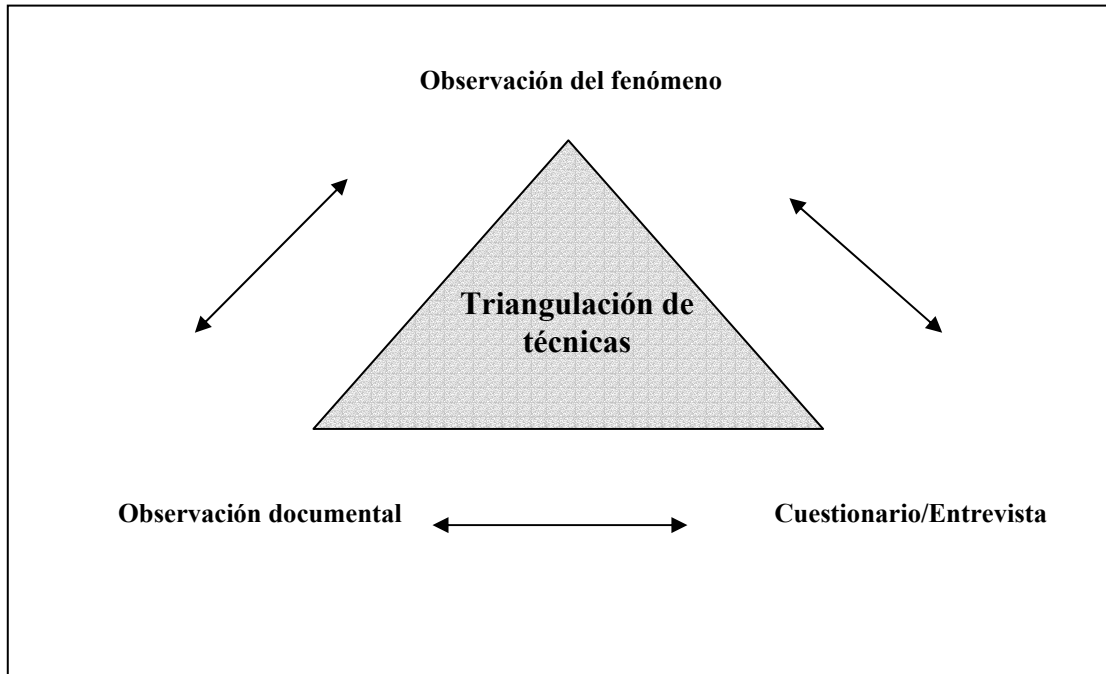 Observación del fenómeno
Triangulación de
técnicas
Observación documental
Cuestionario/Entrevista